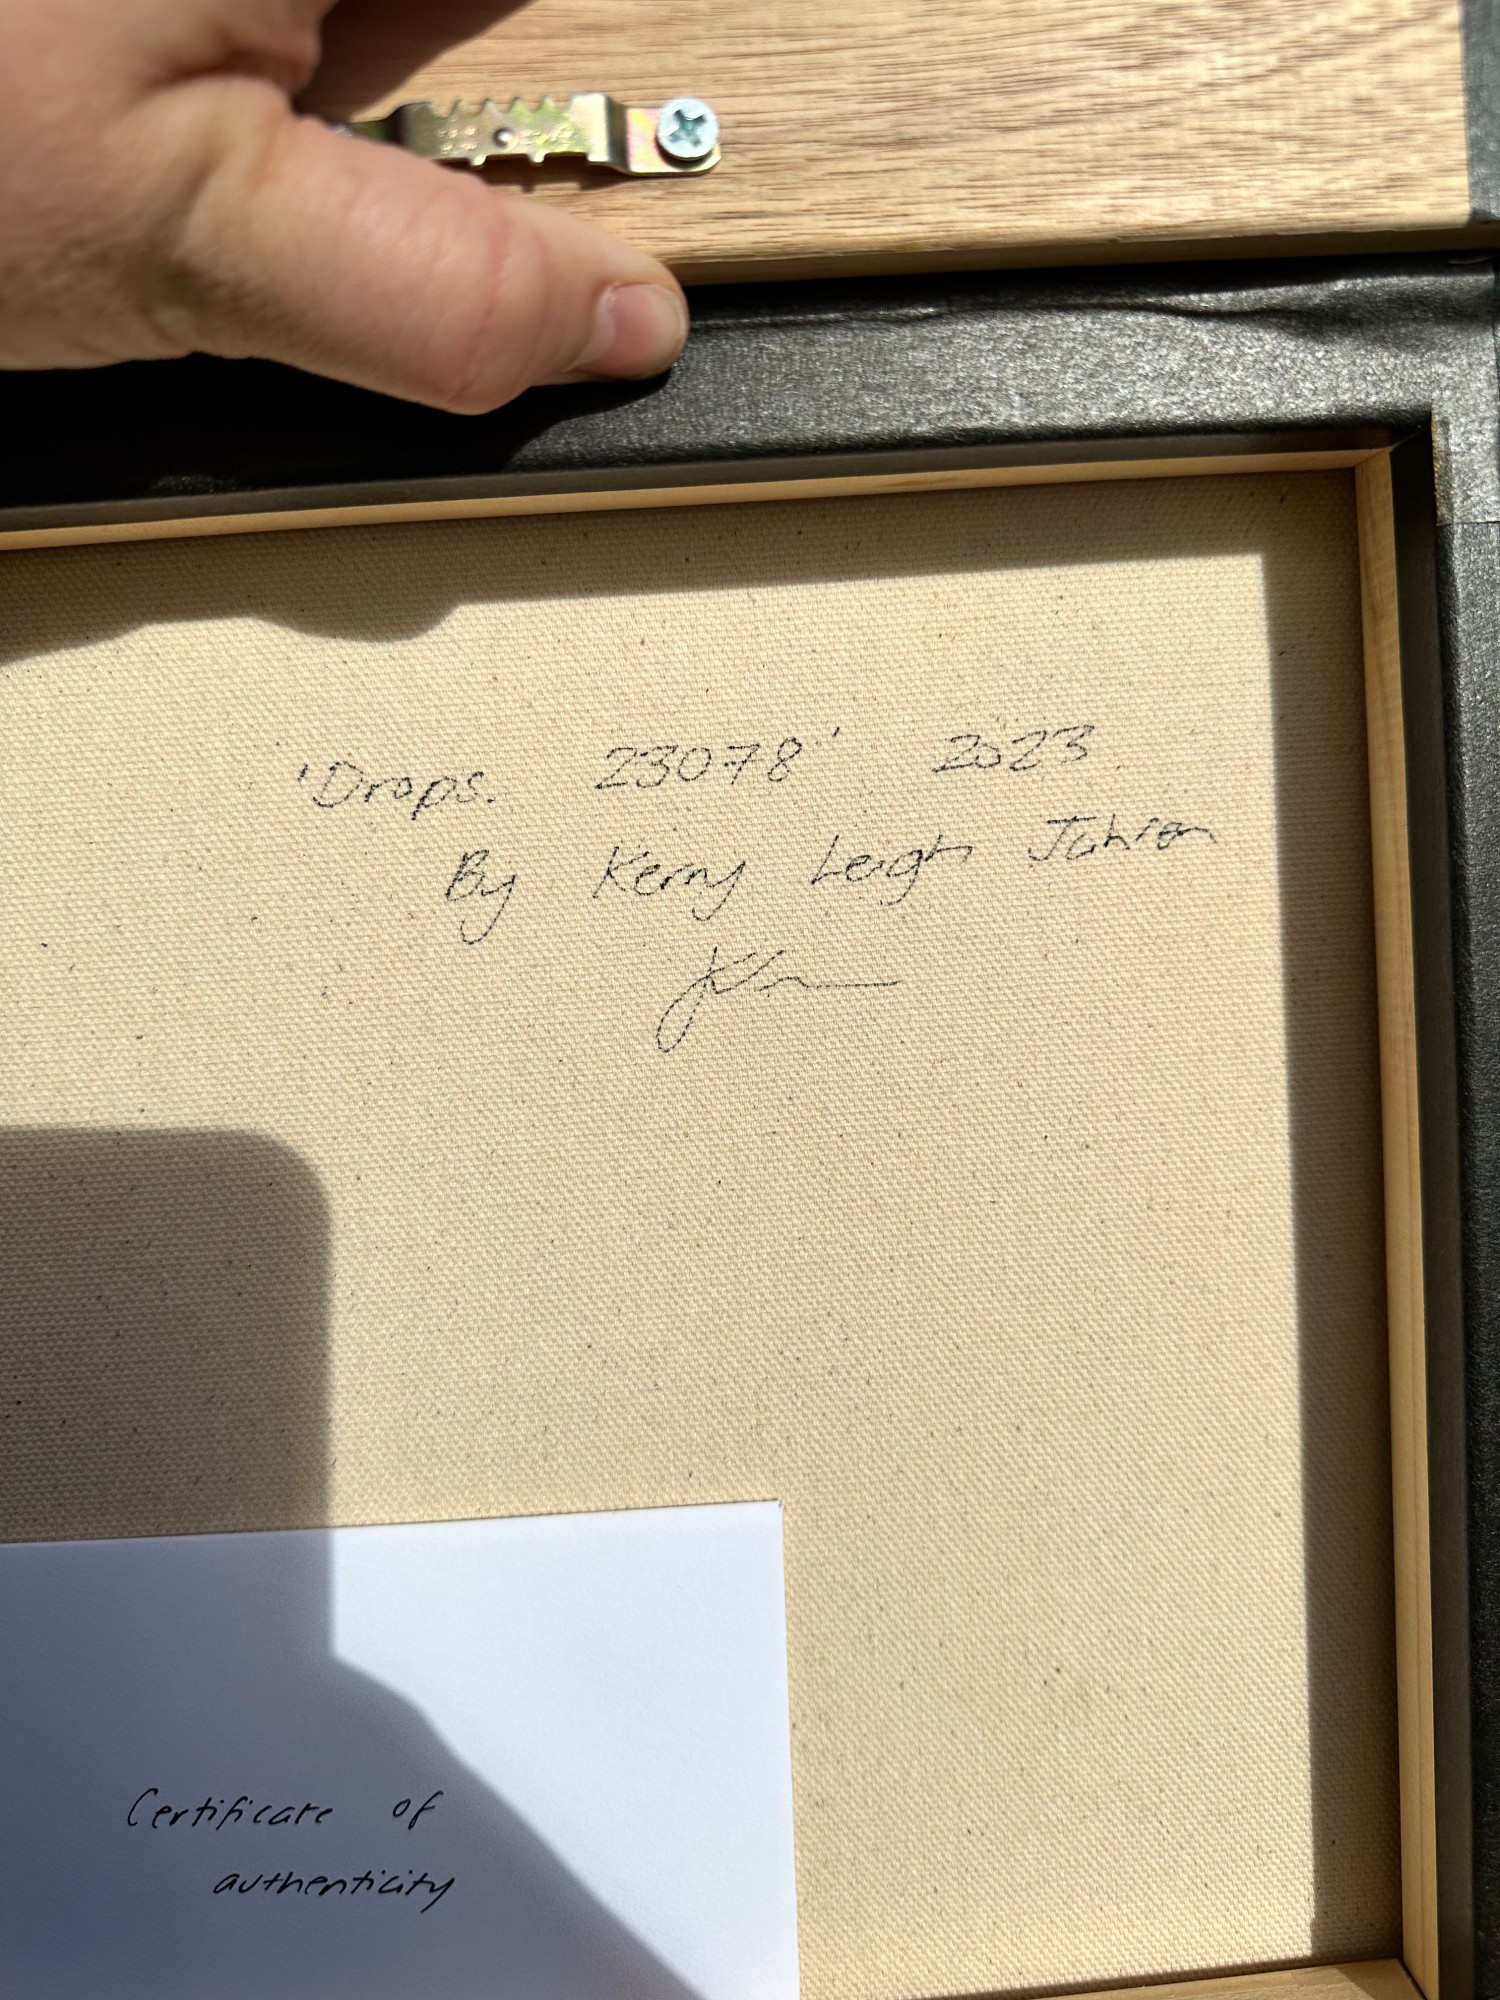 'Drops. 23078' 2023
By Kerry Leigh
Certificate of
authenticity